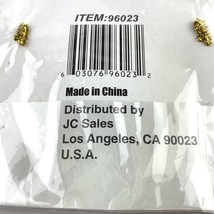 ITEM:96023
6 03076 96023 2
Made in China
Distributed by
JC Sales
Los Angeles, CA 90023
U.S.A.